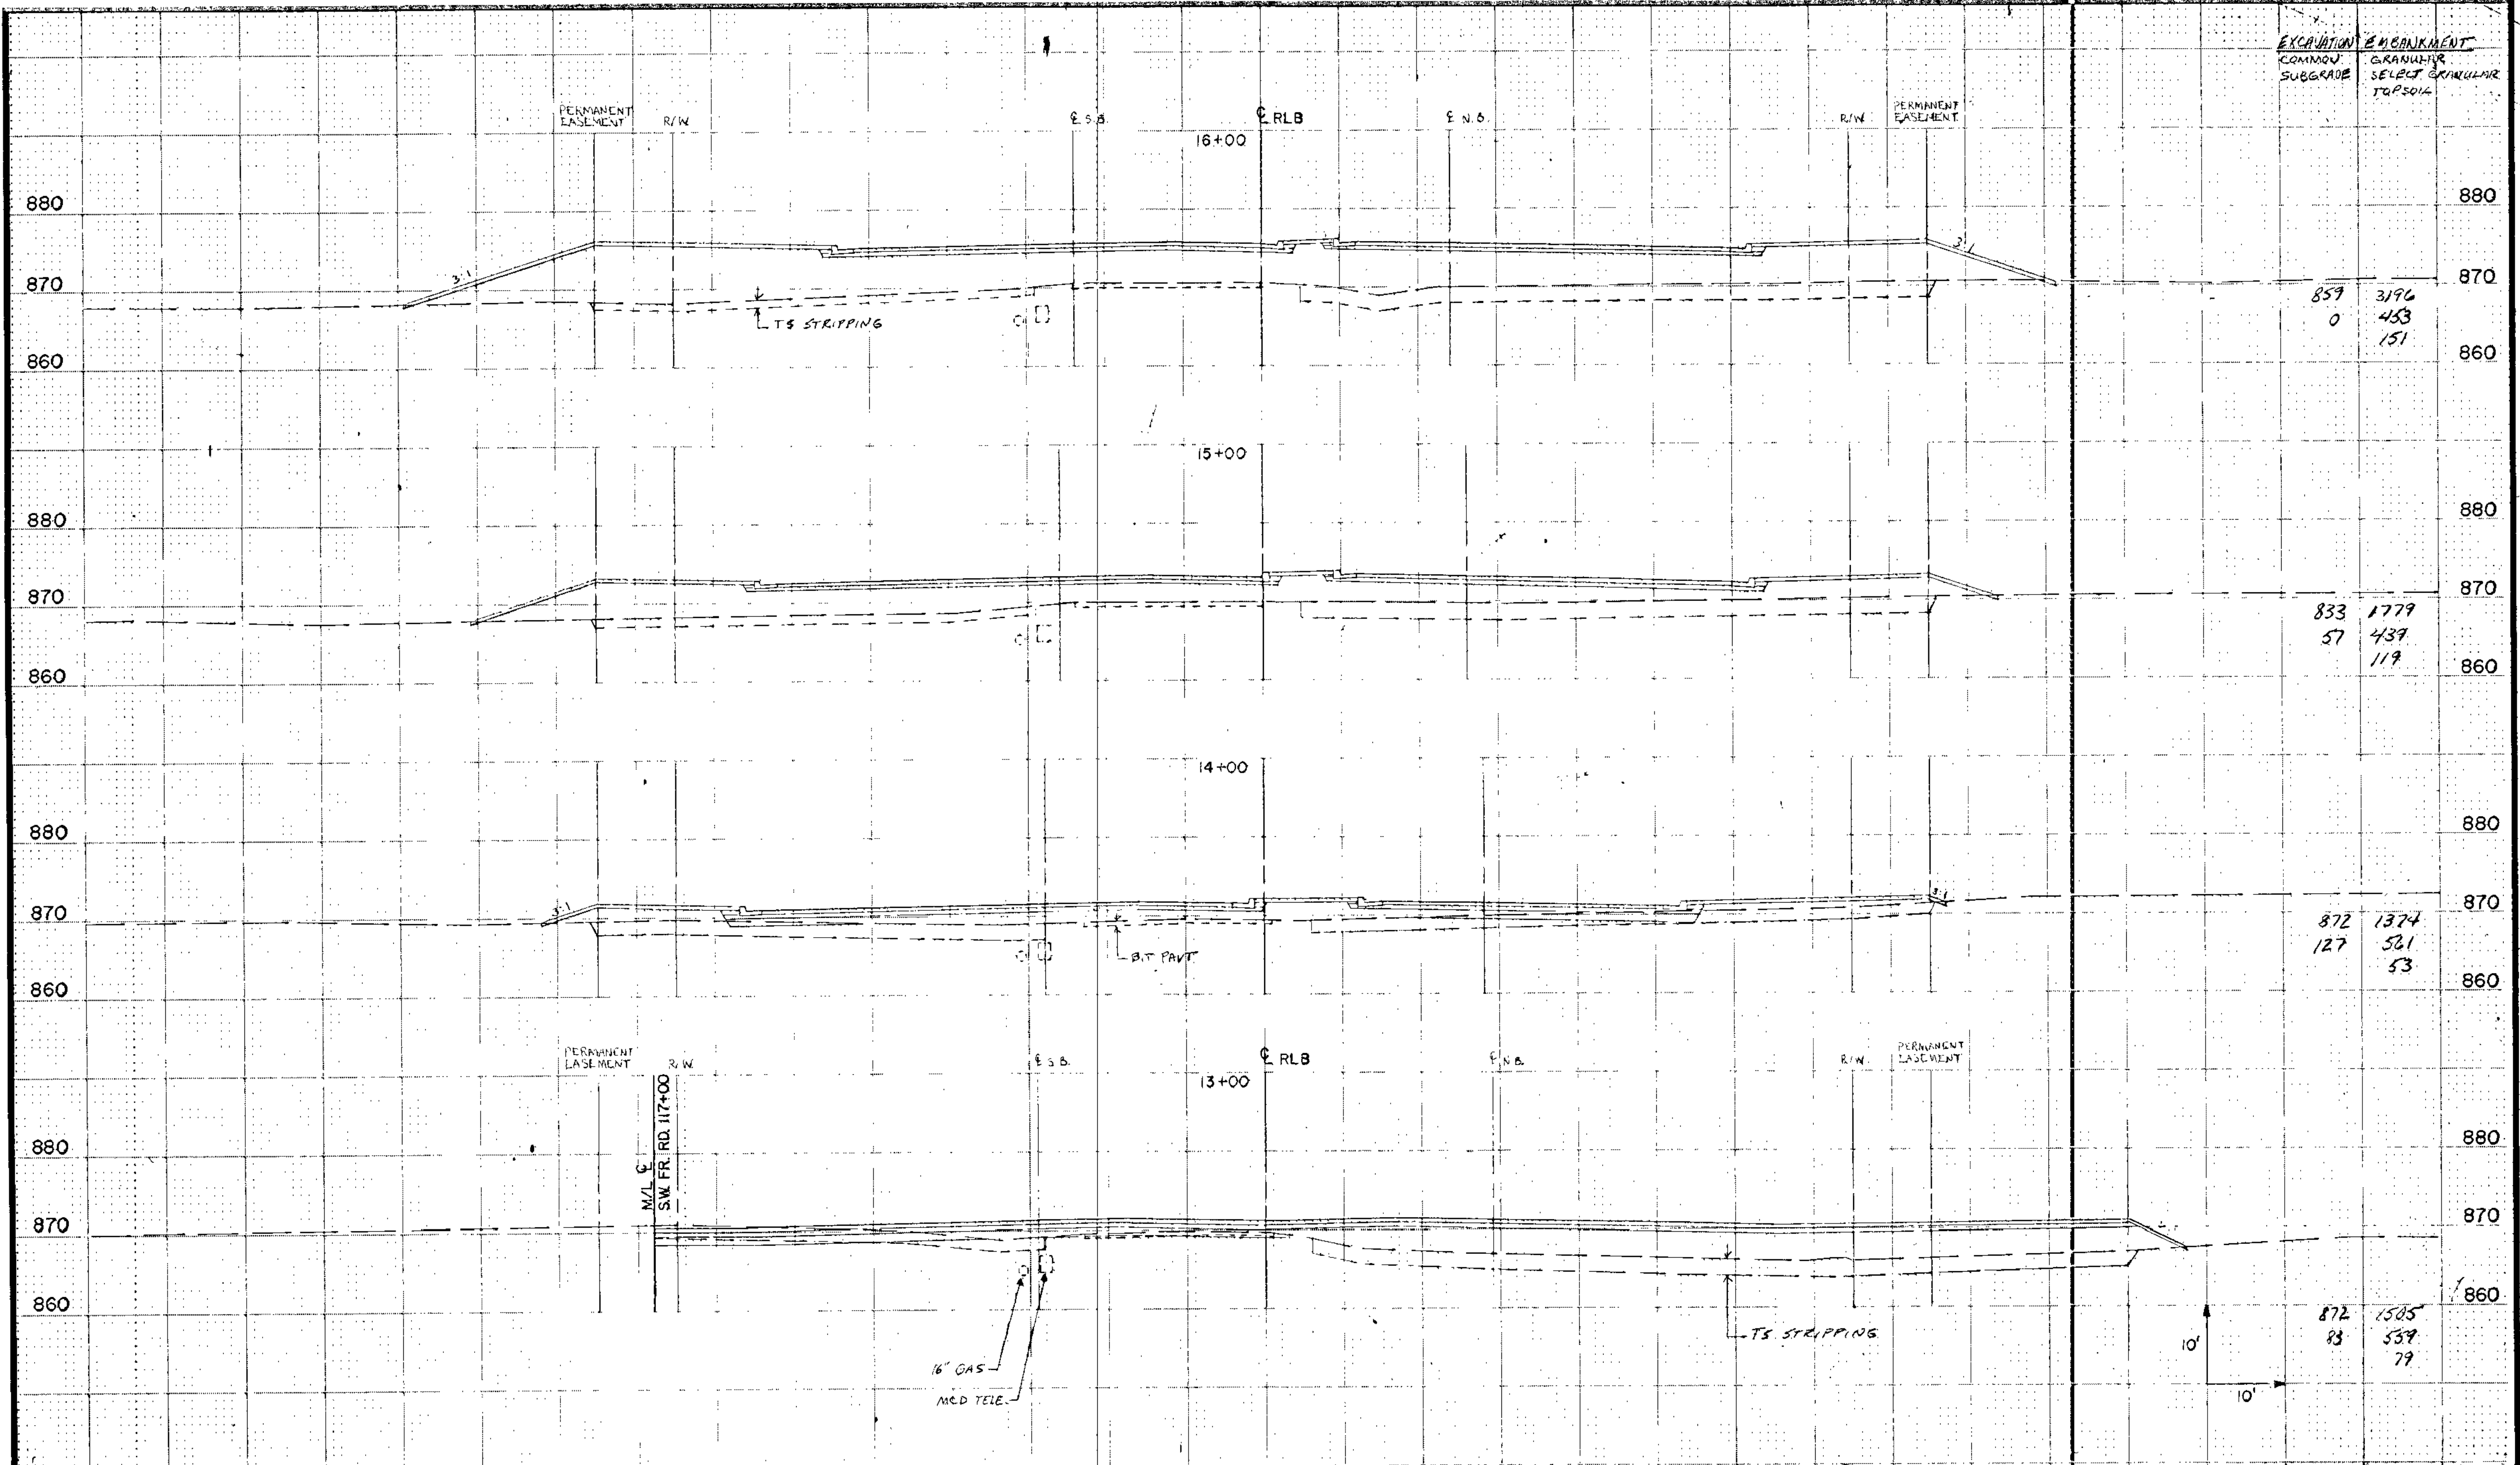 EXCAVATION EMBANKMENT
COMMON GRANULAR
SUBGRADE SELECT GRANULAR
TOPSOIL
PERMANENT EASEMENT R/W ℄ S.B. ℄ RLB ℄ N.B. R/W PERMANENT EASEMENT
16+00
880 880
3:1 3:1
870 870
859 3196
0 453
151
TS STRIPPING
860 860
15+00
880 880
870 870
833 1779
57 439
119
860 860
14+00
880 880
3:1 3:1
870 870
872 1374
127 561
53
BIT PAVT.
860 860
PERMANENT EASEMENT R/W ℄ S.B. ℄ RLB ℄ N.B. R/W PERMANENT EASEMENT
13+00
M/L ℄
S.W. FR. RD. 117+00
880 880
870 870
860 860
872 1505
83 559
79
TS. STRIPPING
16" GAS
MCD TELE.
10'
10'